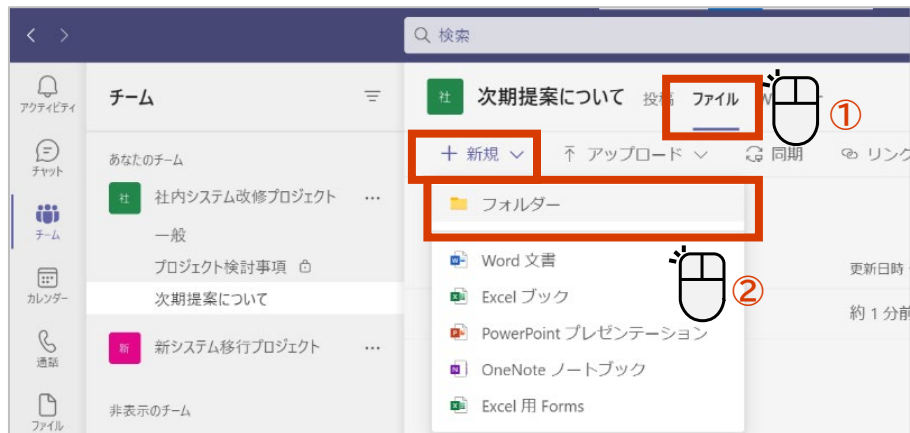 検索
アクティビティ
チャット
チーム
カレンダー
通話
ファイル
チーム
あなたのチーム
社 社内システム改修プロジェクト ...
一般
プロジェクト検討事項
次期提案について
新 新システム移行プロジェクト ...
非表示のチーム
社 次期提案について 投稿 ファイル
①
+ 新規 アップロード 同期 リンク
フォルダー
Word 文書
Excel ブック
PowerPoint プレゼンテーション
OneNote ノートブック
Excel 用 Forms
②
更新日時
約 1 分前